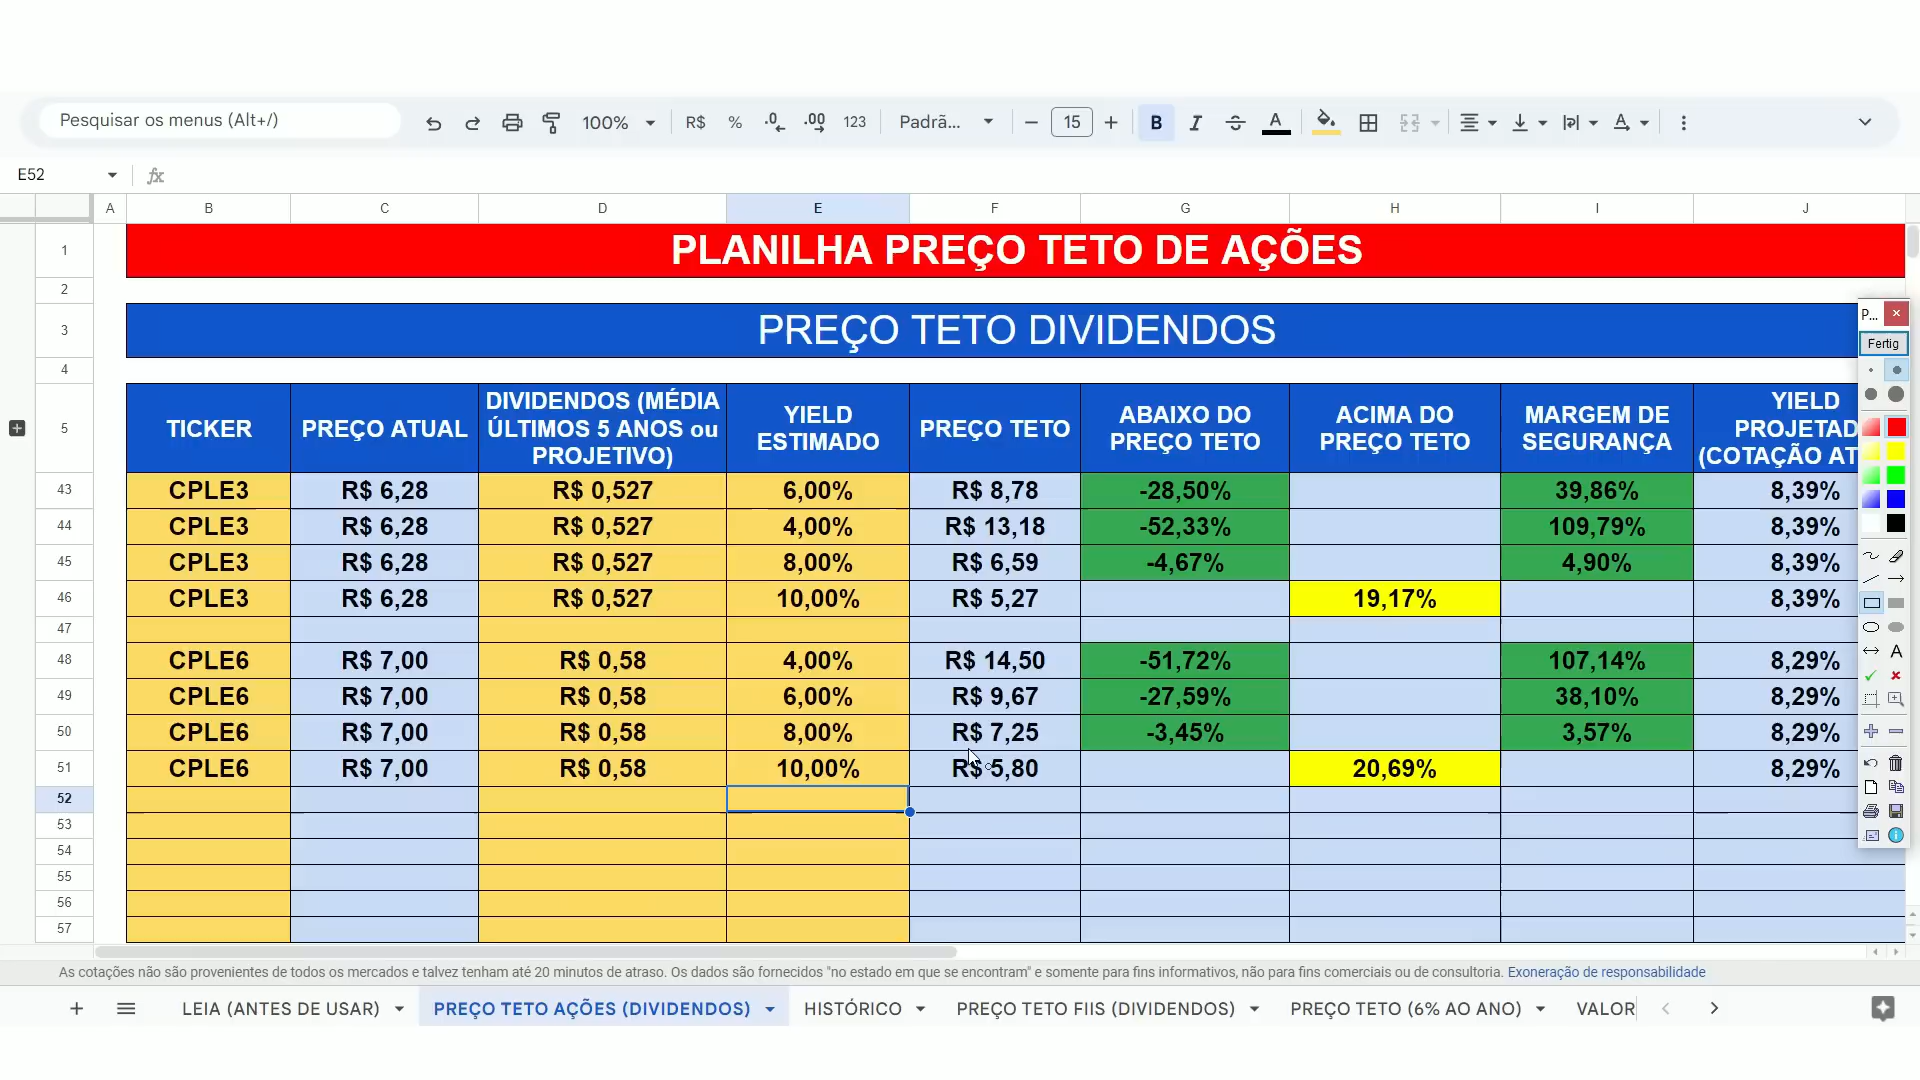 Pesquisar os menus (Alt+/)
100%
R$
%
.0
.00
123
Padrã...
15
B
I
A
A
E52
fx
A B C D E F G H I J
1 PLANILHA PREÇO TETO DE AÇÕES
2
3 PREÇO TETO DIVIDENDOS
4
5
TICKER
PREÇO ATUAL
DIVIDENDOS (MÉDIA
ÚLTIMOS 5 ANOS ou
PROJETIVO)
YIELD
ESTIMADO
PREÇO TETO
ABAIXO DO
PREÇO TETO
ACIMA DO
PREÇO TETO
MARGEM DE
SEGURANÇA
YIELD
PROJETAD
(COTAÇÃO AT
43 CPLE3 R$ 6,28 R$ 0,527 6,00% R$ 8,78 -28,50% 39,86% 8,39%
44 CPLE3 R$ 6,28 R$ 0,527 4,00% R$ 13,18 -52,33% 109,79% 8,39%
45 CPLE3 R$ 6,28 R$ 0,527 8,00% R$ 6,59 -4,67% 4,90% 8,39%
46 CPLE3 R$ 6,28 R$ 0,527 10,00% R$ 5,27 19,17% 8,39%
47
48 CPLE6 R$ 7,00 R$ 0,58 4,00% R$ 14,50 -51,72% 107,14% 8,29%
49 CPLE6 R$ 7,00 R$ 0,58 6,00% R$ 9,67 -27,59% 38,10% 8,29%
50 CPLE6 R$ 7,00 R$ 0,58 8,00% R$ 7,25 -3,45% 3,57% 8,29%
51 CPLE6 R$ 7,00 R$ 0,58 10,00% R$ 5,80 20,69% 8,29%
52
53
54
55
56
57
P...
Fertig
A
As cotações não são provenientes de todos os mercados e talvez tenham até 20 minutos de atraso. Os dados são fornecidos "no estado em que se encontram" e somente para fins informativos, não para fins comerciais ou de consultoria. Exoneração de responsabilidade
LEIA (ANTES DE USAR) PREÇO TETO AÇÕES (DIVIDENDOS) HISTÓRICO PREÇO TETO FIIS (DIVIDENDOS) PREÇO TETO (6% AO ANO) VALOR